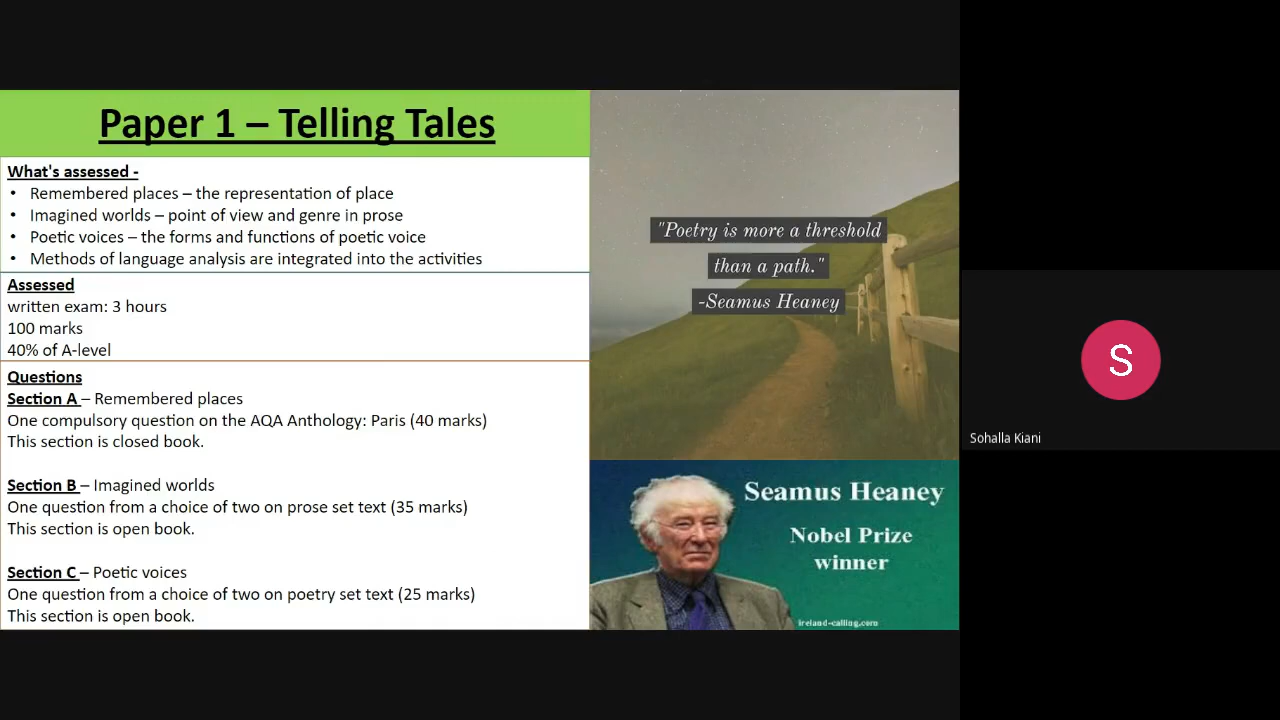 Paper 1 – Telling Tales
What's assessed -
• Remembered places – the representation of place
• Imagined worlds – point of view and genre in prose
• Poetic voices – the forms and functions of poetic voice
• Methods of language analysis are integrated into the activities
Assessed
written exam: 3 hours
100 marks
40% of A-level
Questions
Section A – Remembered places
One compulsory question on the AQA Anthology: Paris (40 marks)
This section is closed book.
Section B – Imagined worlds
One question from a choice of two on prose set text (35 marks)
This section is open book.
Section C – Poetic voices
One question from a choice of two on poetry set text (25 marks)
This section is open book.
"Poetry is more a threshold
than a path."
-Seamus Heaney
Seamus Heaney
Nobel Prize
winner
ireland-calling.com
S
Sohalla Kiani